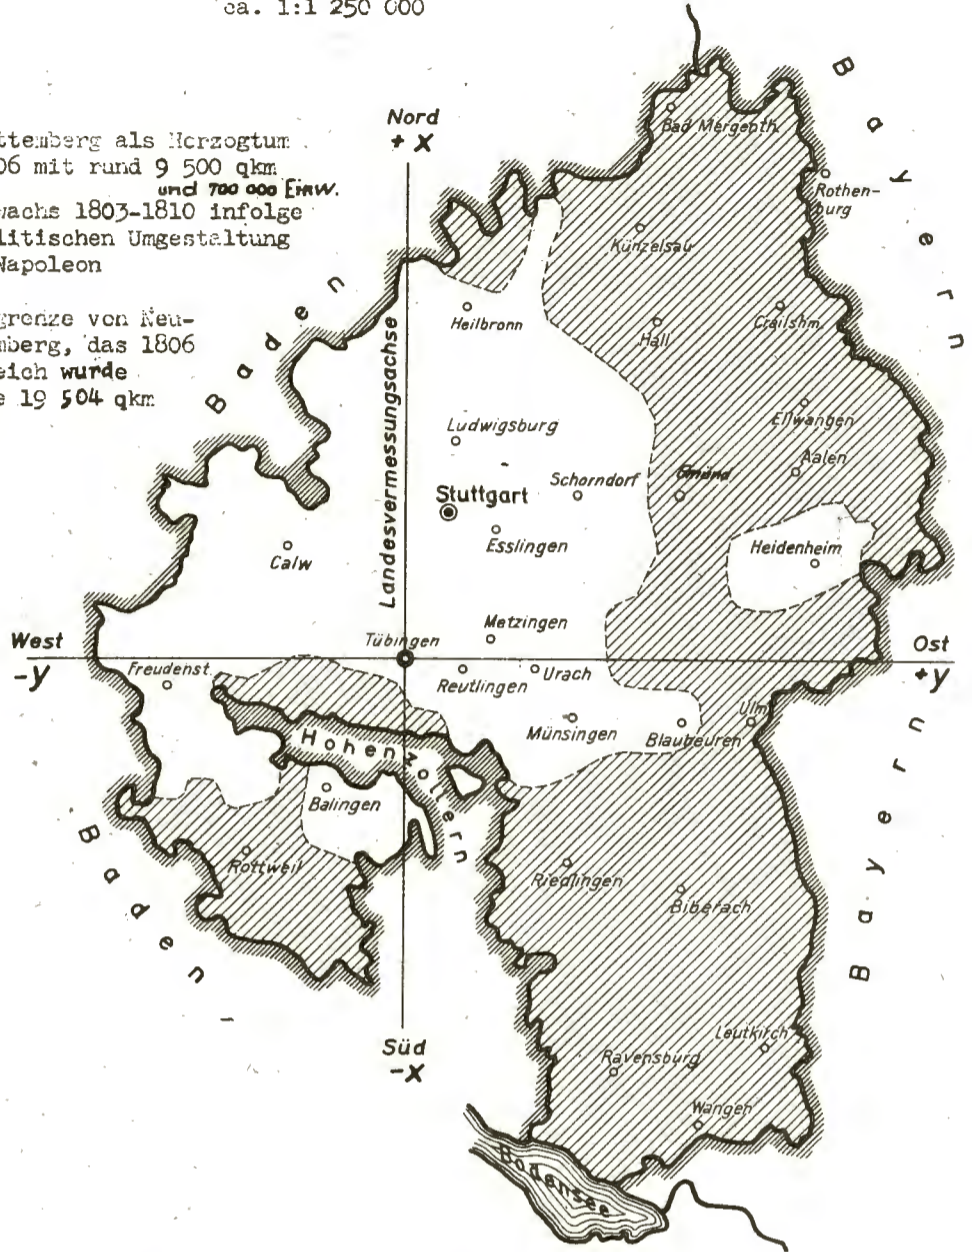 ca. 1:1 250 000
Nord
+ X
ttemberg als Herzogtum
06 mit rund 9 500 qkm
und 700 000 Einw.
wachs 1803-1810 infolge
litischen Umgestaltung
Napoleon
grenze von Neu-
mberg, das 1806
eich wurde
e 19 504 qkm
Baden
Bayern
Bad Mergenth.
Rothen-
burg
Künzelsau
Heilbronn
Hall
Crailshm.
Landesvermessungsachse
Ludwigsburg
Ellwangen
Aalen
Stuttgart
Schorndorf
Gmünd
Esslingen
Heidenheim
Calw
Metzingen
Tübingen
West
-y
Ost
+y
Freudenst.
Reutlingen
Urach
Münsingen
Blaubeuren
Ulm
Hohenzollern
Balingen
Baden-
Bayern
Rottweil
Riedlingen
Biberach
Süd
-X
Leutkirch
Ravensburg
Wangen
Bodensee